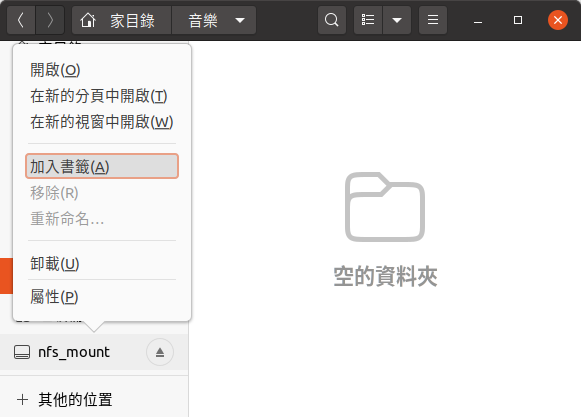 家目錄 音樂
開啟(O)
在新的分頁中開啟(T)
在新的視窗中開啟(W)
加入書籤(A)
移除(R)
重新命名...
卸載(U)
屬性(P)
nfs_mount
其他的位置
空的資料夾